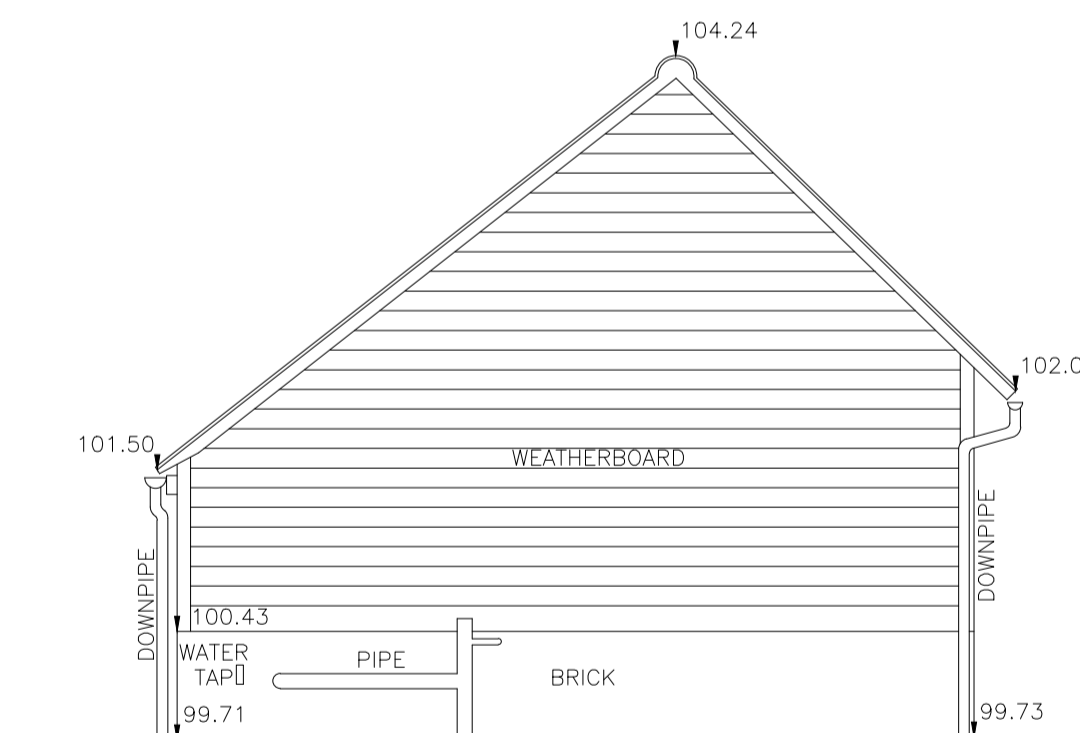 104.24
102.0
101.50
WEATHERBOARD
DOWNPIPE
DOWNPIPE
100.43
WATER
TAP
PIPE
BRICK
99.71
99.73